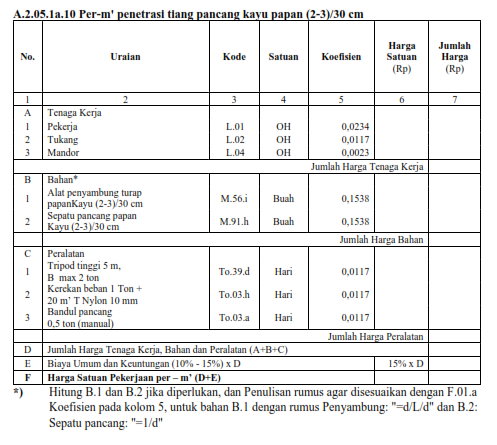 A.2.05.1a.10 Per-m' penetrasi tiang pancang kayu papan (2-3)/30 cm
No. Uraian Kode Satuan Koefisien Harga Satuan (Rp) Jumlah Harga (Rp)
1 2 3 4 5 6 7
A Tenaga Kerja
1 Pekerja L.01 OH 0,0234
2 Tukang L.02 OH 0,0117
3 Mandor L.04 OH 0,0023
Jumlah Harga Tenaga Kerja
B Bahan*
1 Alat penyambung turap papanKayu (2-3)/30 cm M.56.i Buah 0,1538
2 Sepatu pancang papan Kayu (2-3)/30 cm M.91.h Buah 0,1538
Jumlah Harga Bahan
C Peralatan
1 Tripod tinggi 5 m, B max 2 ton To.39.d Hari 0,0117
2 Kerekan beban 1 Ton + 20 m' T Nylon 10 mm To.03.h Hari 0,0117
3 Bandul pancang 0,5 ton (manual) To.03.a Hari 0,0117
Jumlah Harga Peralatan
D Jumlah Harga Tenaga Kerja, Bahan dan Peralatan (A+B+C)
E Biaya Umum dan Keuntungan (10% - 15%) x D 15% x D
F Harga Satuan Pekerjaan per – m' (D+E)
*) Hitung B.1 dan B.2 jika diperlukan, dan Penulisan rumus agar disesuaikan dengan F.01.a
Koefisien pada kolom 5, untuk bahan B.1 dengan rumus Penyambung: "=d/L/d" dan B.2:
Sepatu pancang: "=1/d"